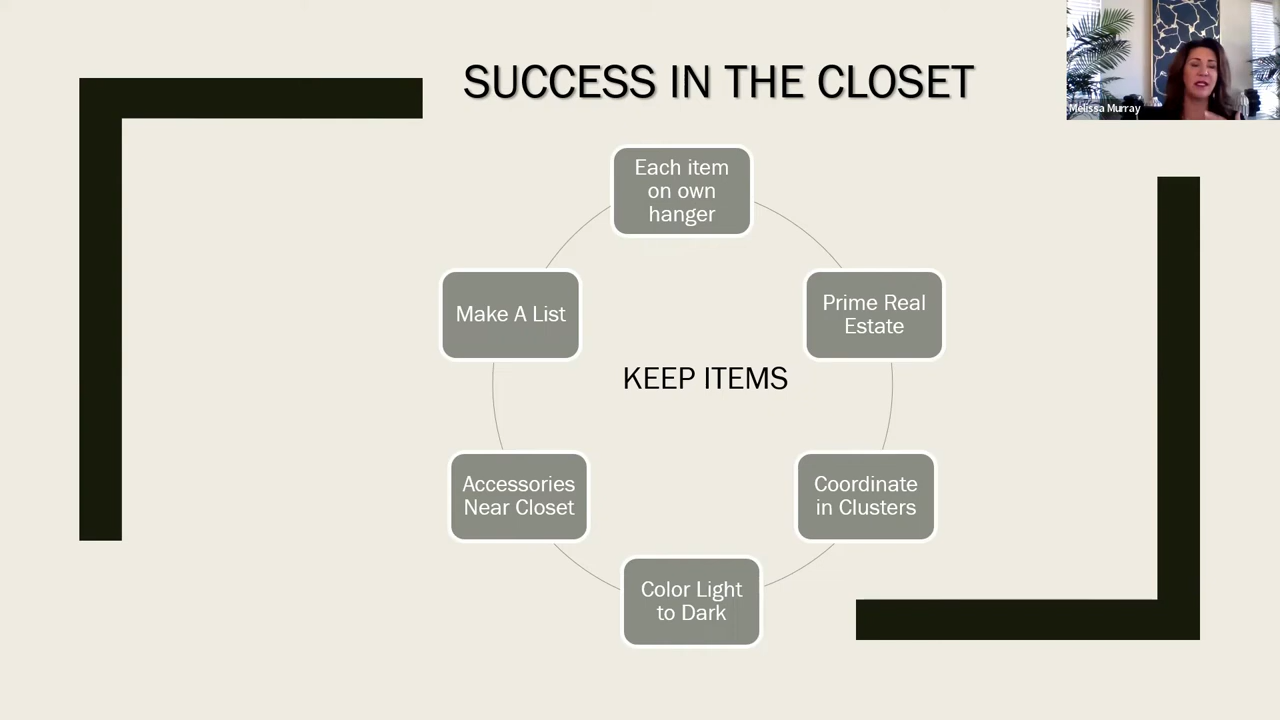 SUCCESS IN THE CLOSET
Melissa Murray
Each item
on own
hanger
Make A List
Prime Real
Estate
KEEP ITEMS
Accessories
Near Closet
Coordinate
in Clusters
Color Light
to Dark